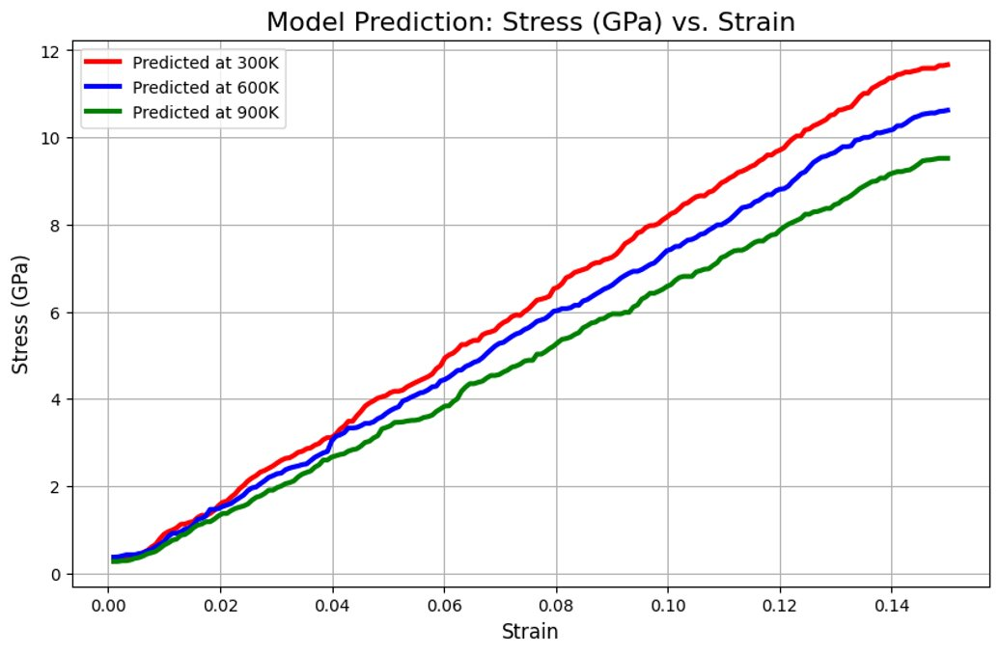 Model Prediction: Stress (GPa) vs. Strain
12
10
8
6
4
2
0
Stress (GPa)
Predicted at 300K
Predicted at 600K
Predicted at 900K
0.00 0.02 0.04 0.06 0.08 0.10 0.12 0.14
Strain